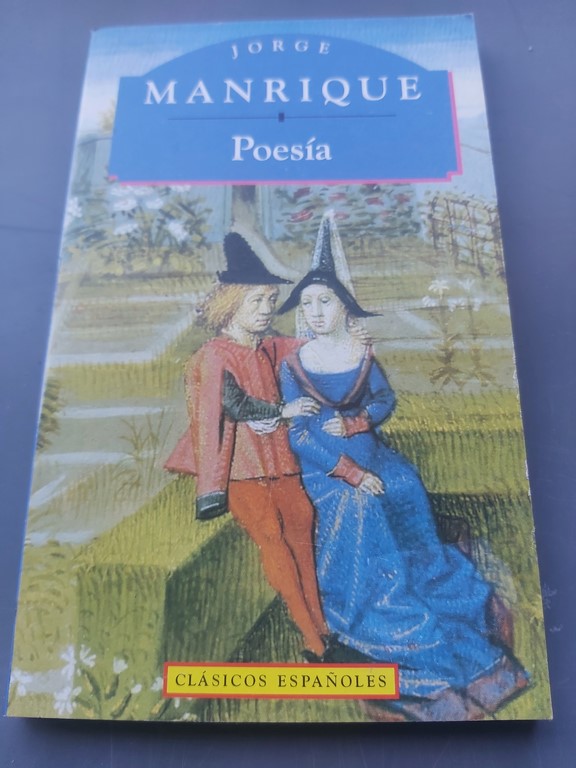 JORGE
MANRIQUE
Poesía
CLÁSICOS ESPAÑOLES